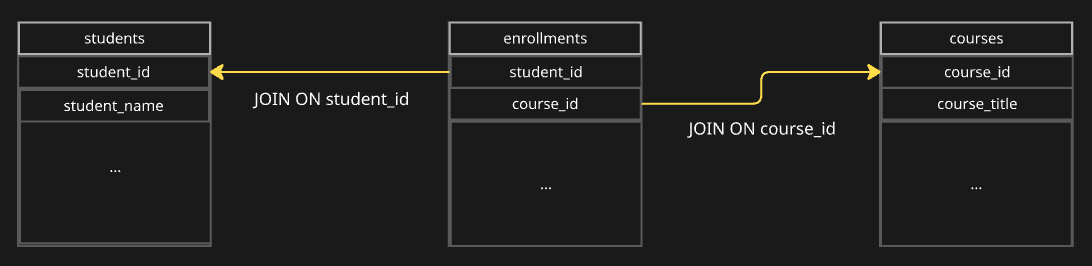 students
student_id
student_name
...
JOIN ON student_id
enrollments
student_id
course_id
...
JOIN ON course_id
courses
course_id
course_title
...